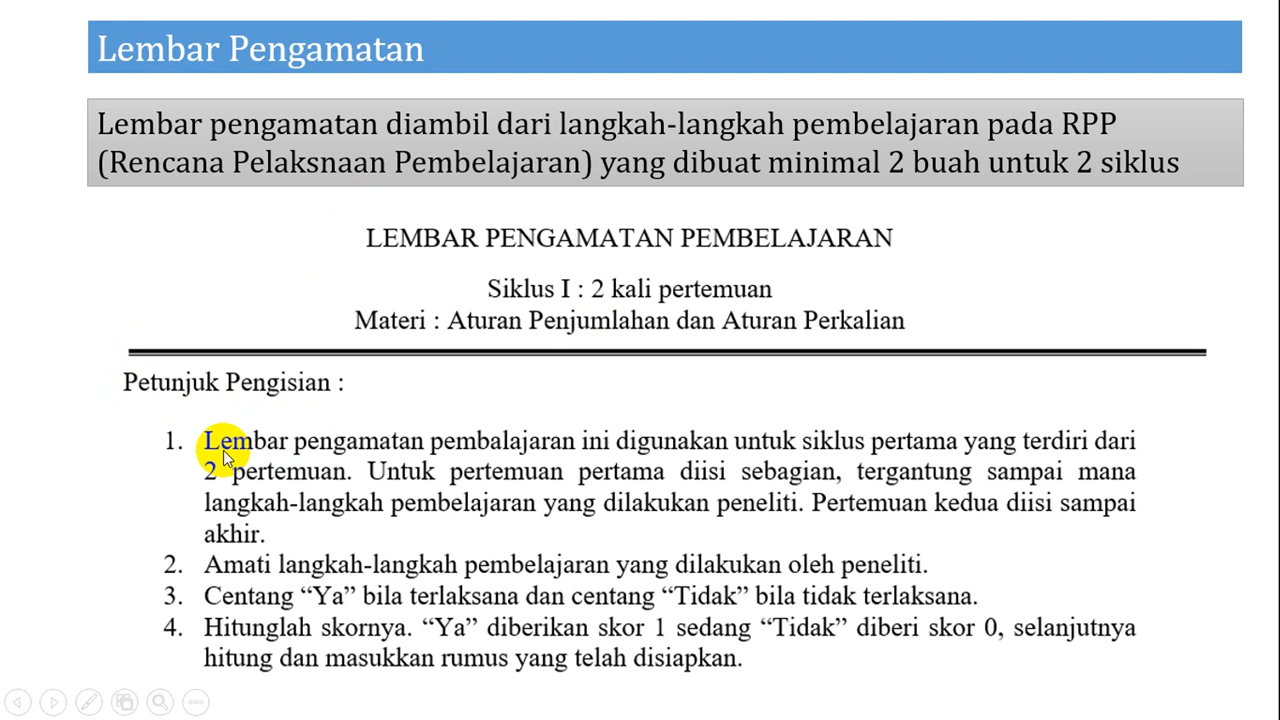 Lembar Pengamatan
Lembar pengamatan diambil dari langkah-langkah pembelajaran pada RPP
(Rencana Pelaksnaan Pembelajaran) yang dibuat minimal 2 buah untuk 2 siklus
LEMBAR PENGAMATAN PEMBELAJARAN
Siklus I : 2 kali pertemuan
Materi : Aturan Penjumlahan dan Aturan Perkalian
Petunjuk Pengisian :
1. Lembar pengamatan pembalajaran ini digunakan untuk siklus pertama yang terdiri dari
2 pertemuan. Untuk pertemuan pertama diisi sebagian, tergantung sampai mana
langkah-langkah pembelajaran yang dilakukan peneliti. Pertemuan kedua diisi sampai
akhir.
2. Amati langkah-langkah pembelajaran yang dilakukan oleh peneliti.
3. Centang “Ya” bila terlaksana dan centang “Tidak” bila tidak terlaksana.
4. Hitunglah skornya. “Ya” diberikan skor 1 sedang “Tidak” diberi skor 0, selanjutnya
hitung dan masukkan rumus yang telah disiapkan.